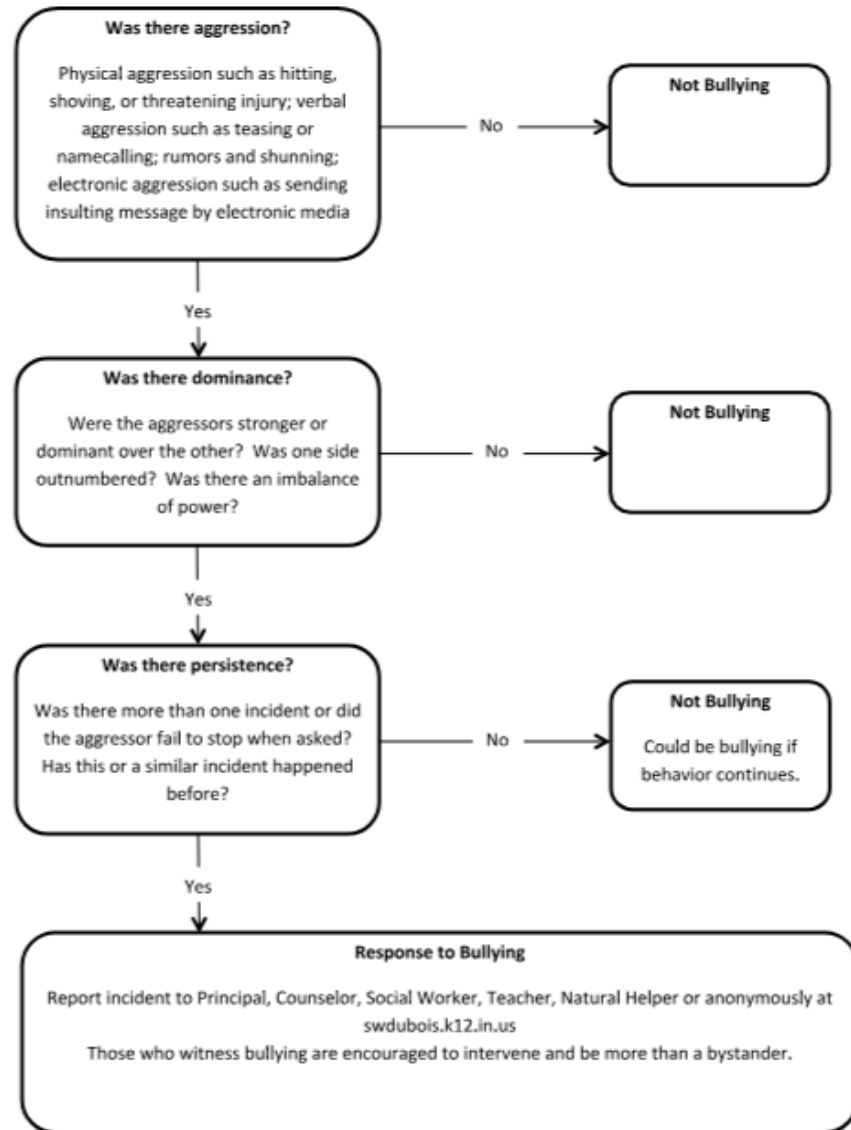 Was there aggression?
Physical aggression such as hitting,
shoving, or threatening injury; verbal
aggression such as teasing or
namecalling; rumors and shunning;
electronic aggression such as sending
insulting message by electronic media
No
Not Bullying
Yes
Was there dominance?
Were the aggressors stronger or
dominant over the other? Was one side
outnumbered? Was there an imbalance
of power?
No
Not Bullying
Yes
Was there persistence?
Was there more than one incident or did
the aggressor fail to stop when asked?
Has this or a similar incident happened
before?
No
Not Bullying
Could be bullying if
behavior continues.
Yes
Response to Bullying
Report incident to Principal, Counselor, Social Worker, Teacher, Natural Helper or anonymously at
swdubois.k12.in.us
Those who witness bullying are encouraged to intervene and be more than a bystander.